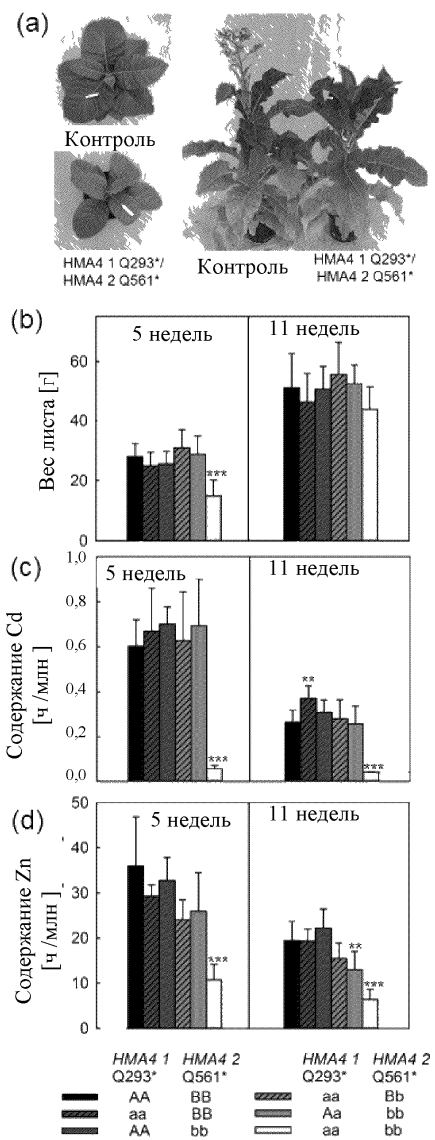 (a)
Контроль
HMA4 1 Q293*/
HMA4 2 Q561*
Контроль
HMA4 1 Q293*/
HMA4 2 Q561*
(b)
5 недель
11 недель
Вес листа [г]
60
40
20
0
***
(c)
5 недель
11 недель
Содержание Cd
[ч /млн ]
1,0
0,8
0,6
0,4
0,2
0,0
***
**
***
(d)
5 недель
11 недель
Содержание Zn
[ч /млн ]
50
40
30
20
10
0
***
**
***
HMA4 1 HMA4 2 HMA4 1 HMA4 2
Q293* Q561* Q293* Q561*
AA BB aa Bb
aa BB Aa bb
AA bb aa bb